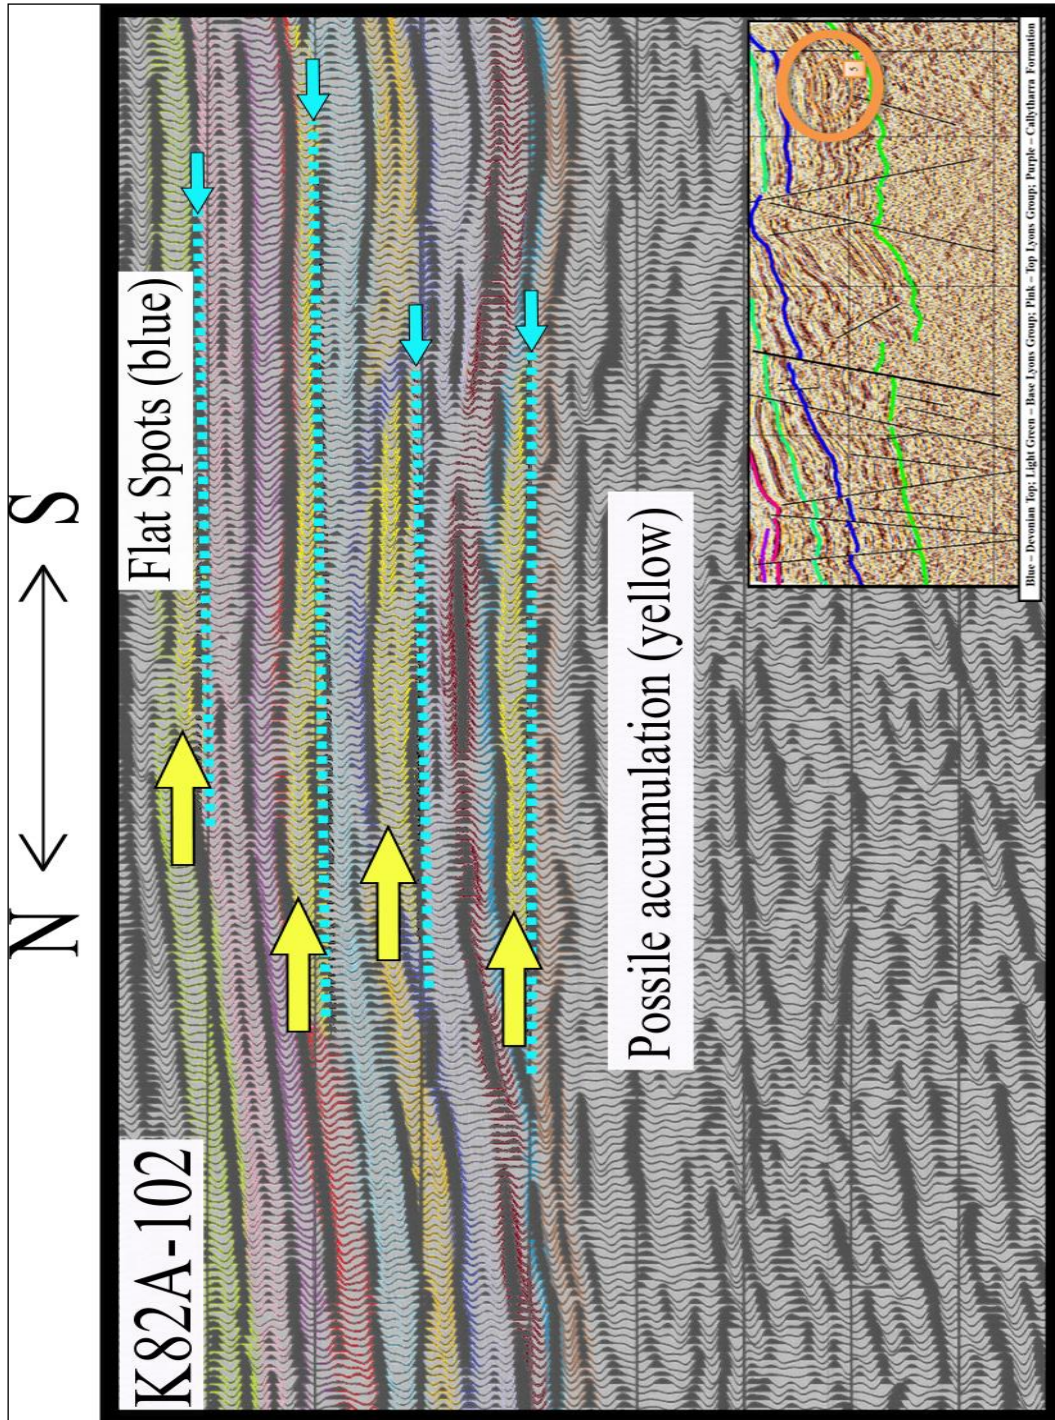 N
S
K82A-102
Flat Spots (blue)
Possile accumulation (yellow)
5
Blue – Devonian Top; Light Green – Base Lyons Group; Pink – Top Lyons Group; Purple – Callytharra Formation